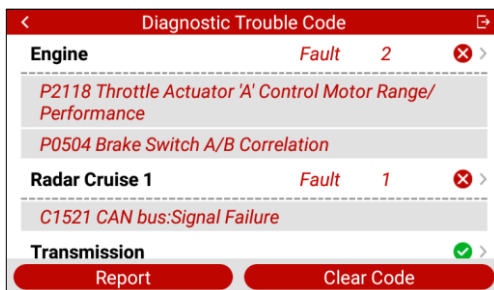 Diagnostic Trouble Code
Engine Fault 2
P2118 Throttle Actuator 'A' Control Motor Range/
Performance
P0504 Brake Switch A/B Correlation
Radar Cruise 1 Fault 1
C1521 CAN bus:Signal Failure
Transmission
Report Clear Code